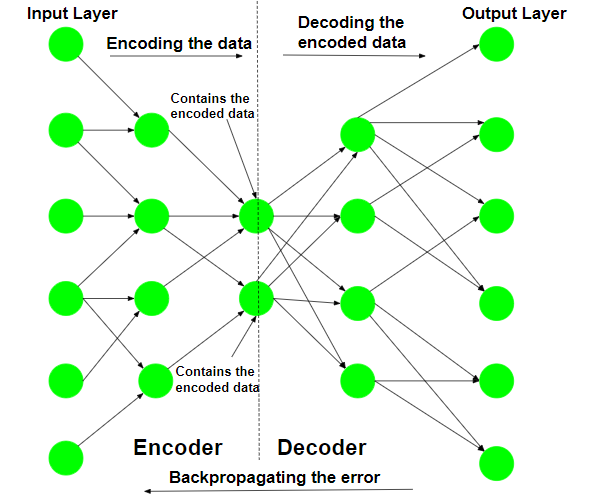 Input Layer
Encoding the data
Decoding the
encoded data
Output Layer
Contains the
encoded data
Contains the
encoded data
Encoder
Decoder
Backpropagating the error